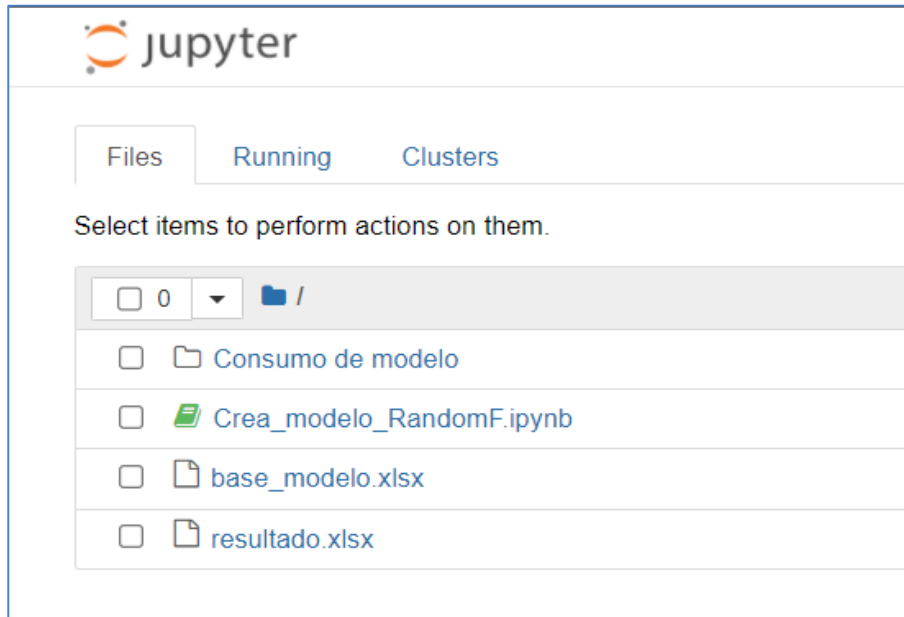 jupyter
Files Running Clusters
Select items to perform actions on them.
0 /
Consumo de modelo
Crea_modelo_RandomF.ipynb
base_modelo.xlsx
resultado.xlsx